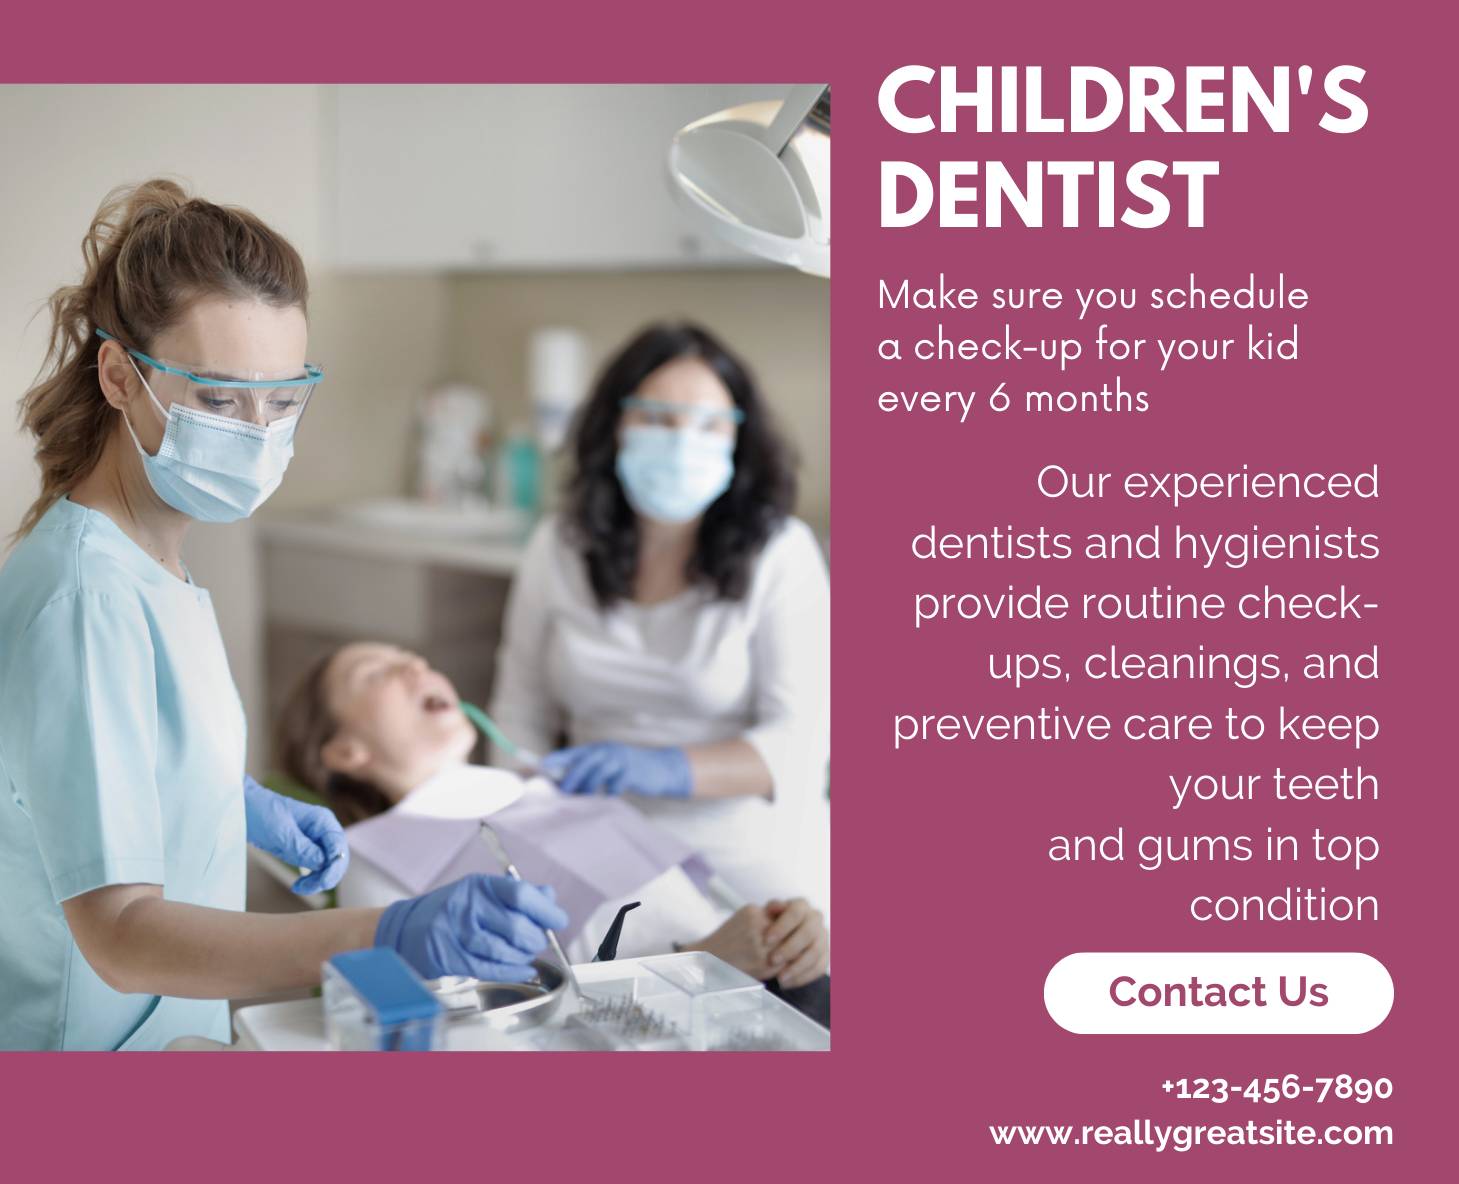 CHILDREN'S
DENTIST
Make sure you schedule
a check-up for your kid
every 6 months
Our experienced
dentists and hygienists
provide routine check-
ups, cleanings, and
preventive care to keep
your teeth
and gums in top
condition
Contact Us
+123-456-7890
www.reallygreatsite.com